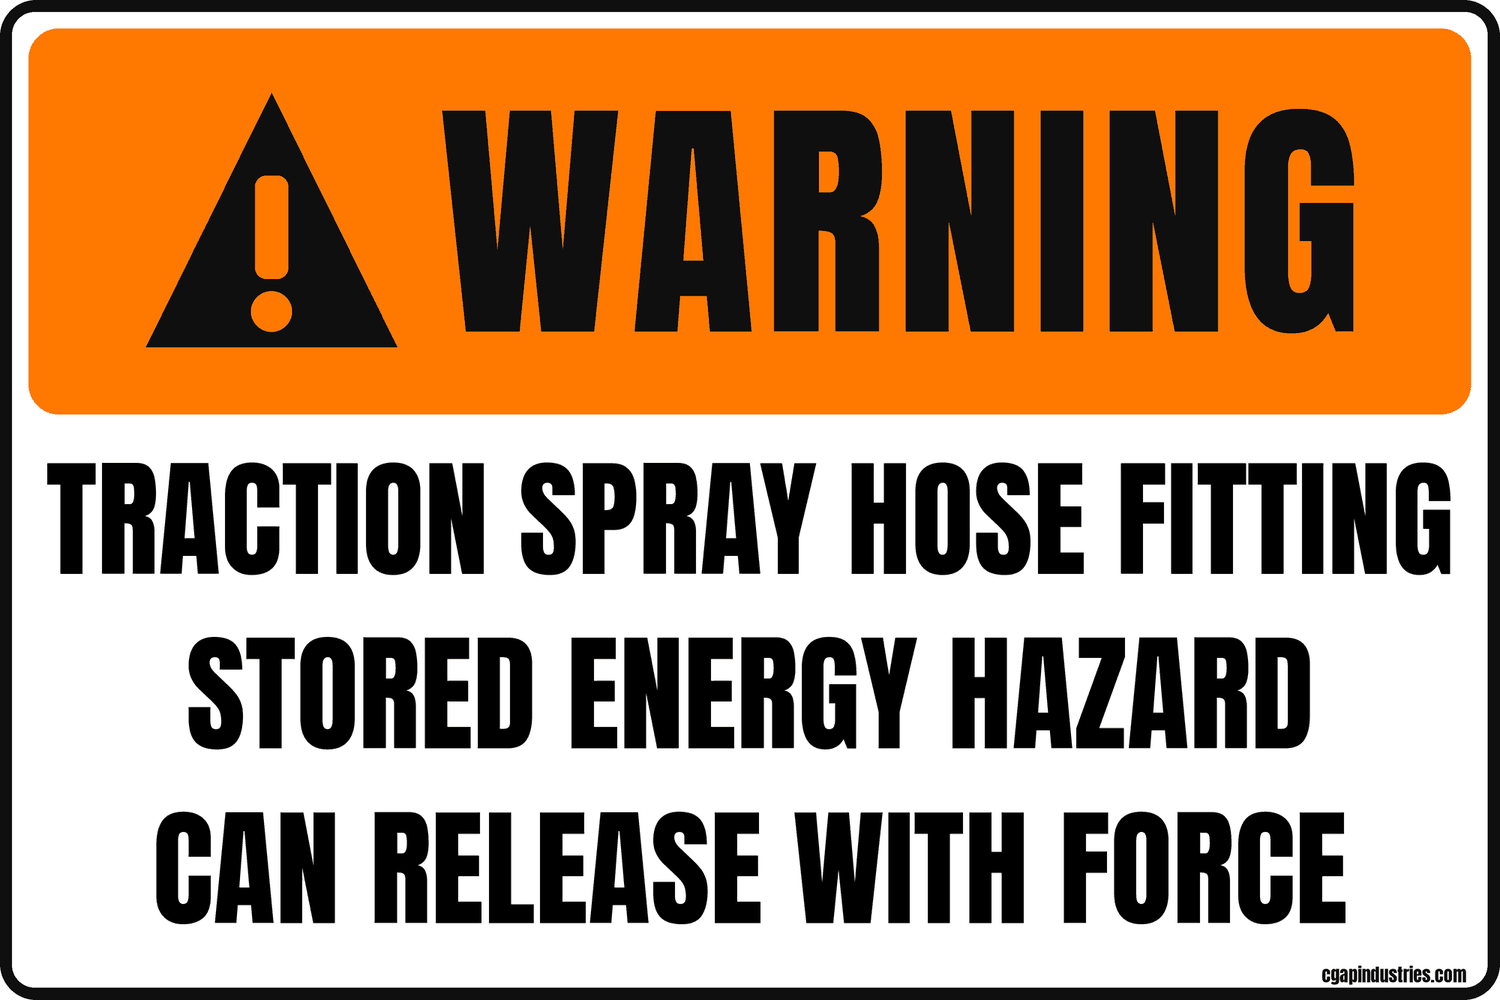 WARNING
TRACTION SPRAY HOSE FITTING
STORED ENERGY HAZARD
CAN RELEASE WITH FORCE
cgapindustries.com